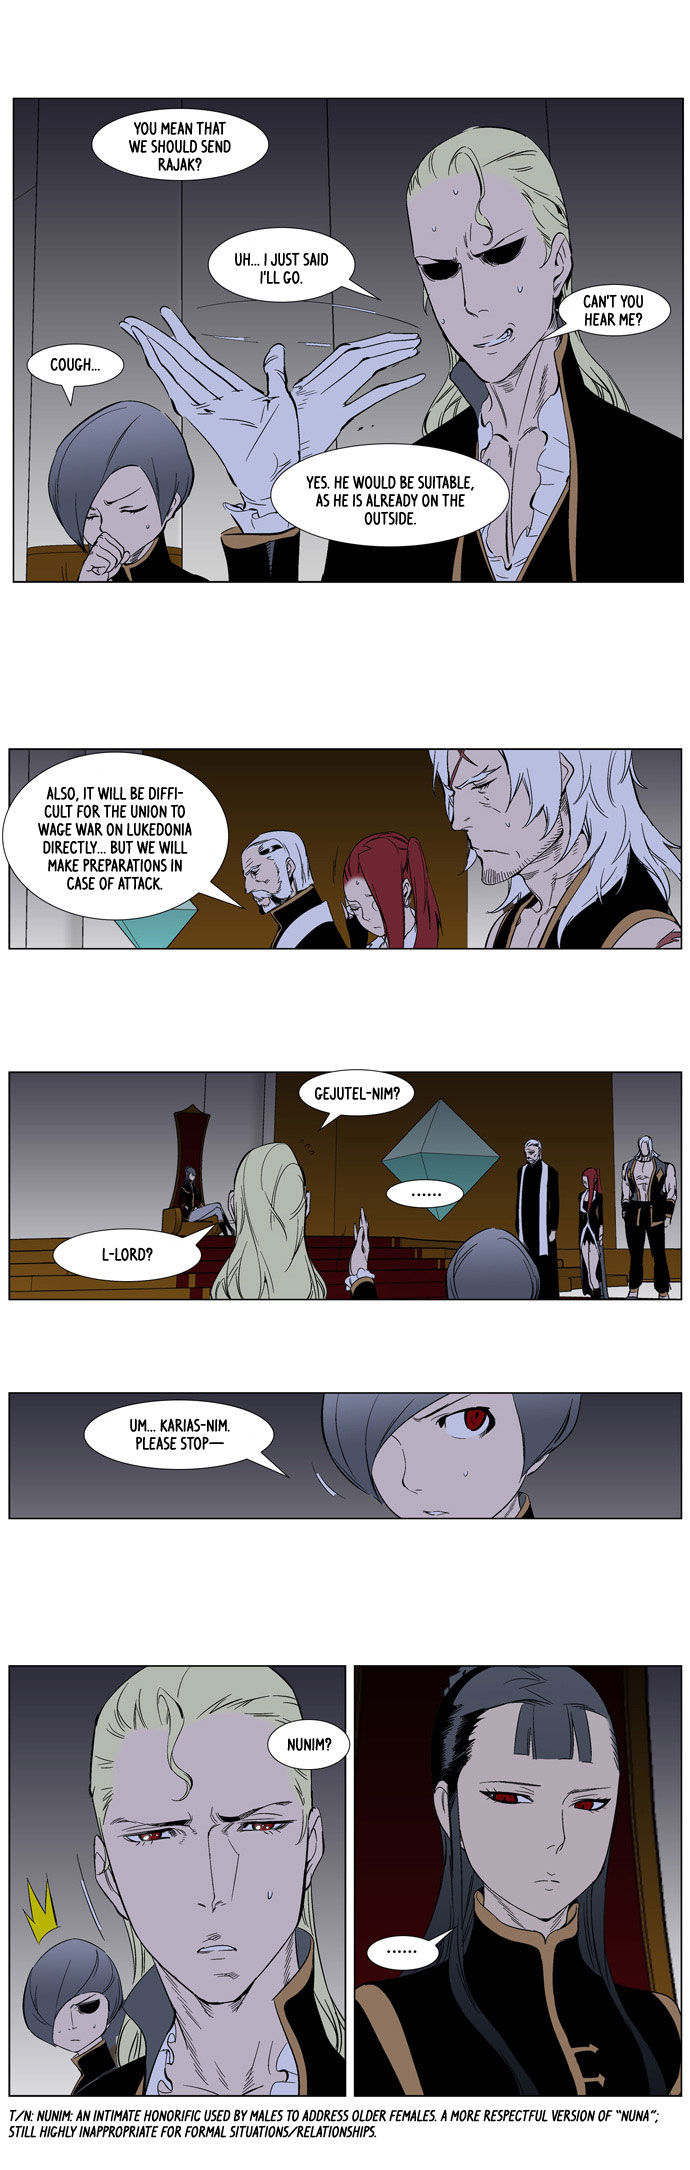 YOU MEAN THAT
WE SHOULD SEND
RAJAK?
UH... I JUST SAID
I'LL GO.
CAN'T YOU
HEAR ME?
COUGH...
YES. HE WOULD BE SUITABLE,
AS HE IS ALREADY ON THE
OUTSIDE.
ALSO, IT WILL BE DIFFI-
CULT FOR THE UNION TO
WAGE WAR ON LUKEDONIA
DIRECTLY... BUT WE WILL
MAKE PREPARATIONS IN
CASE OF ATTACK.
GEJUTEL-NIM?
......
L-LORD?
UM... KARIAS-NIM.
PLEASE STOP—
NUNIM?
......
T/N: NUNIM: AN INTIMATE HONORIFIC USED BY MALES TO ADDRESS OLDER FEMALES. A MORE RESPECTFUL VERSION OF "NUNA";
STILL HIGHLY INAPPROPRIATE FOR FORMAL SITUATIONS/RELATIONSHIPS.